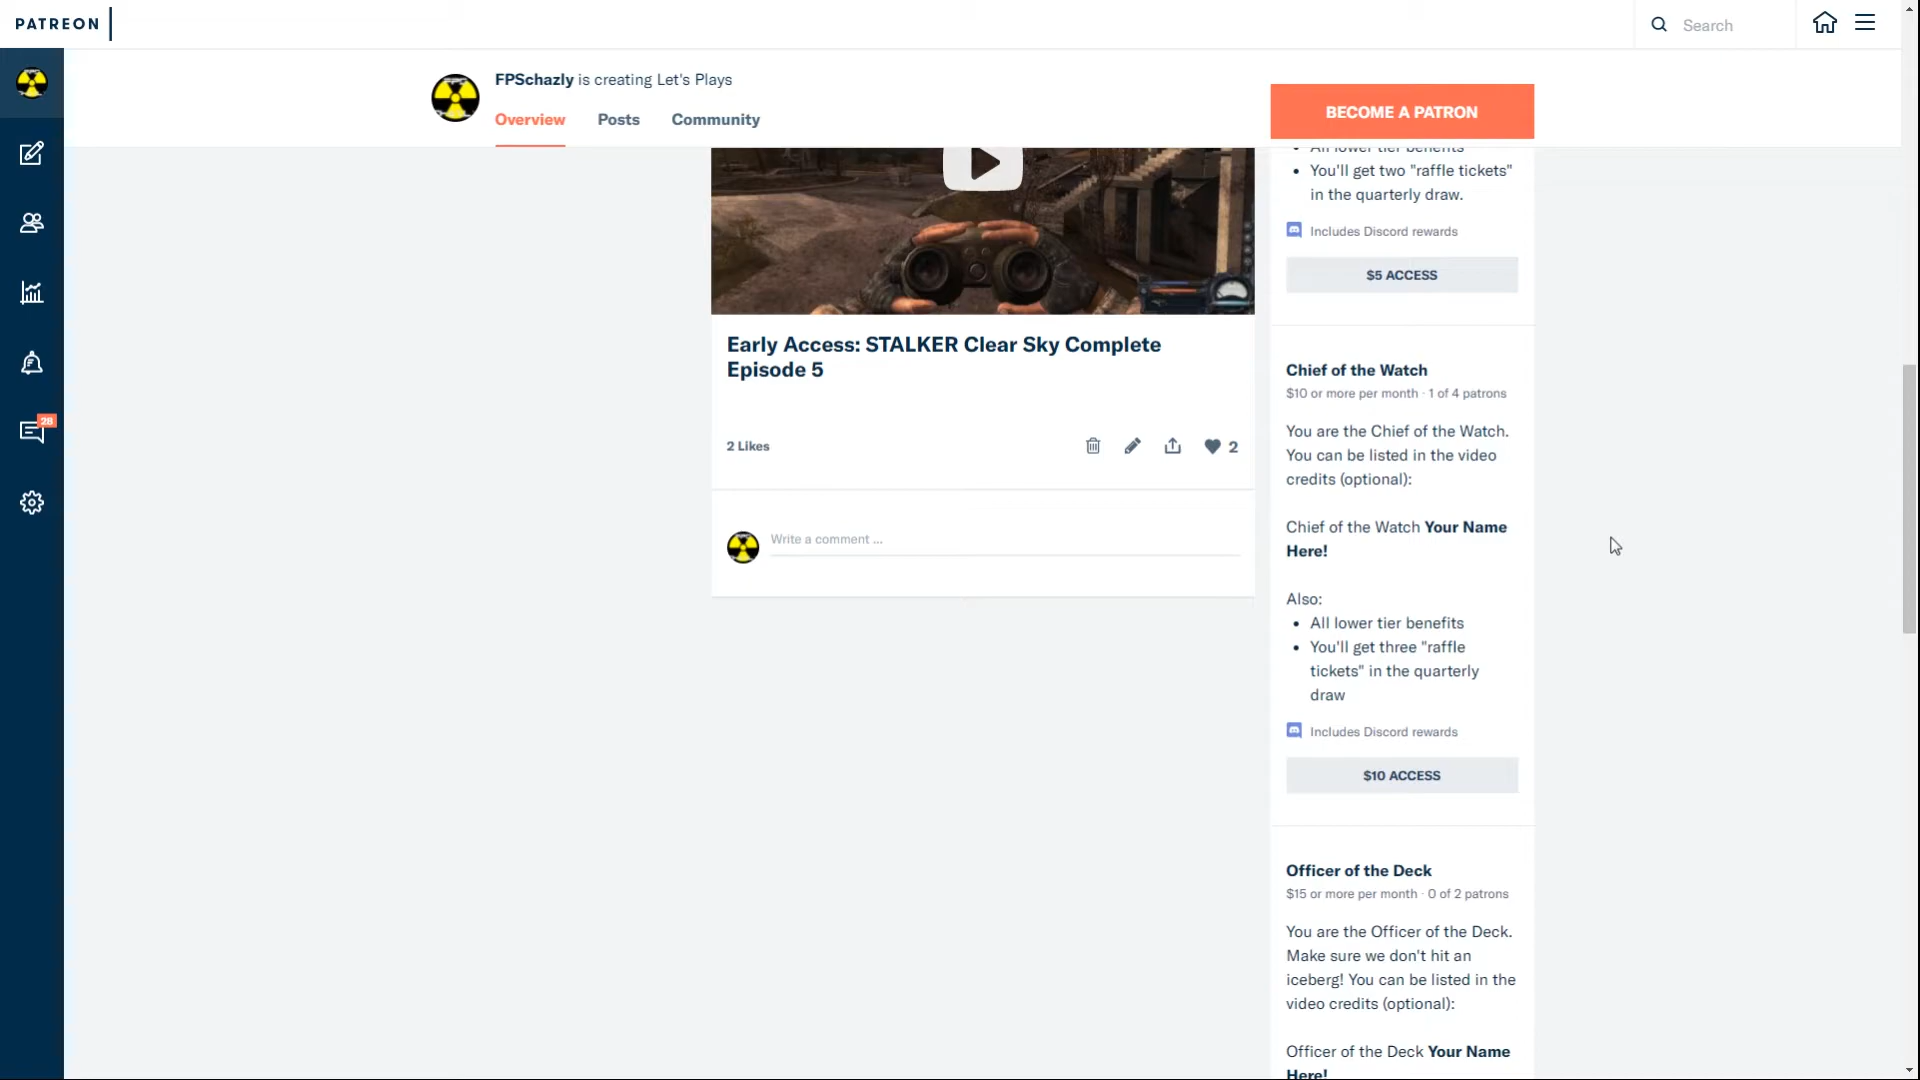 PATREON
Search
FPSchazly is creating Let's Plays
Overview
Posts
Community
BECOME A PATRON
28
All lower tier benefits
You'll get two "raffle tickets"
in the quarterly draw.
Includes Discord rewards
$5 ACCESS
Early Access: STALKER Clear Sky Complete
Episode 5
2 Likes
2
Write a comment ...
Chief of the Watch
$10 or more per month · 1 of 4 patrons
You are the Chief of the Watch.
You can be listed in the video
credits (optional):
Chief of the Watch Your Name
Here!
Also:
All lower tier benefits
You'll get three "raffle
tickets" in the quarterly
draw
Includes Discord rewards
$10 ACCESS
Officer of the Deck
$15 or more per month · 0 of 2 patrons
You are the Officer of the Deck.
Make sure we don't hit an
iceberg! You can be listed in the
video credits (optional):
Officer of the Deck Your Name
Here!